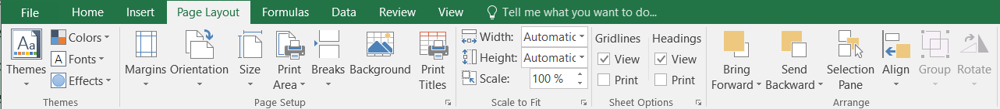 File Home Insert Page Layout Formulas Data Review View Tell me what you want to do...
Themes
Colors
Fonts
Effects
Themes
Margins
Orientation
Size
Print Area
Breaks
Background
Print Titles
Page Setup
Width: Automatic
Height: Automatic
Scale: 100 %
Scale to Fit
Gridlines
View
Print
Headings
View
Print
Sheet Options
Bring Forward
Send Backward
Selection Pane
Align
Group
Rotate
Arrange